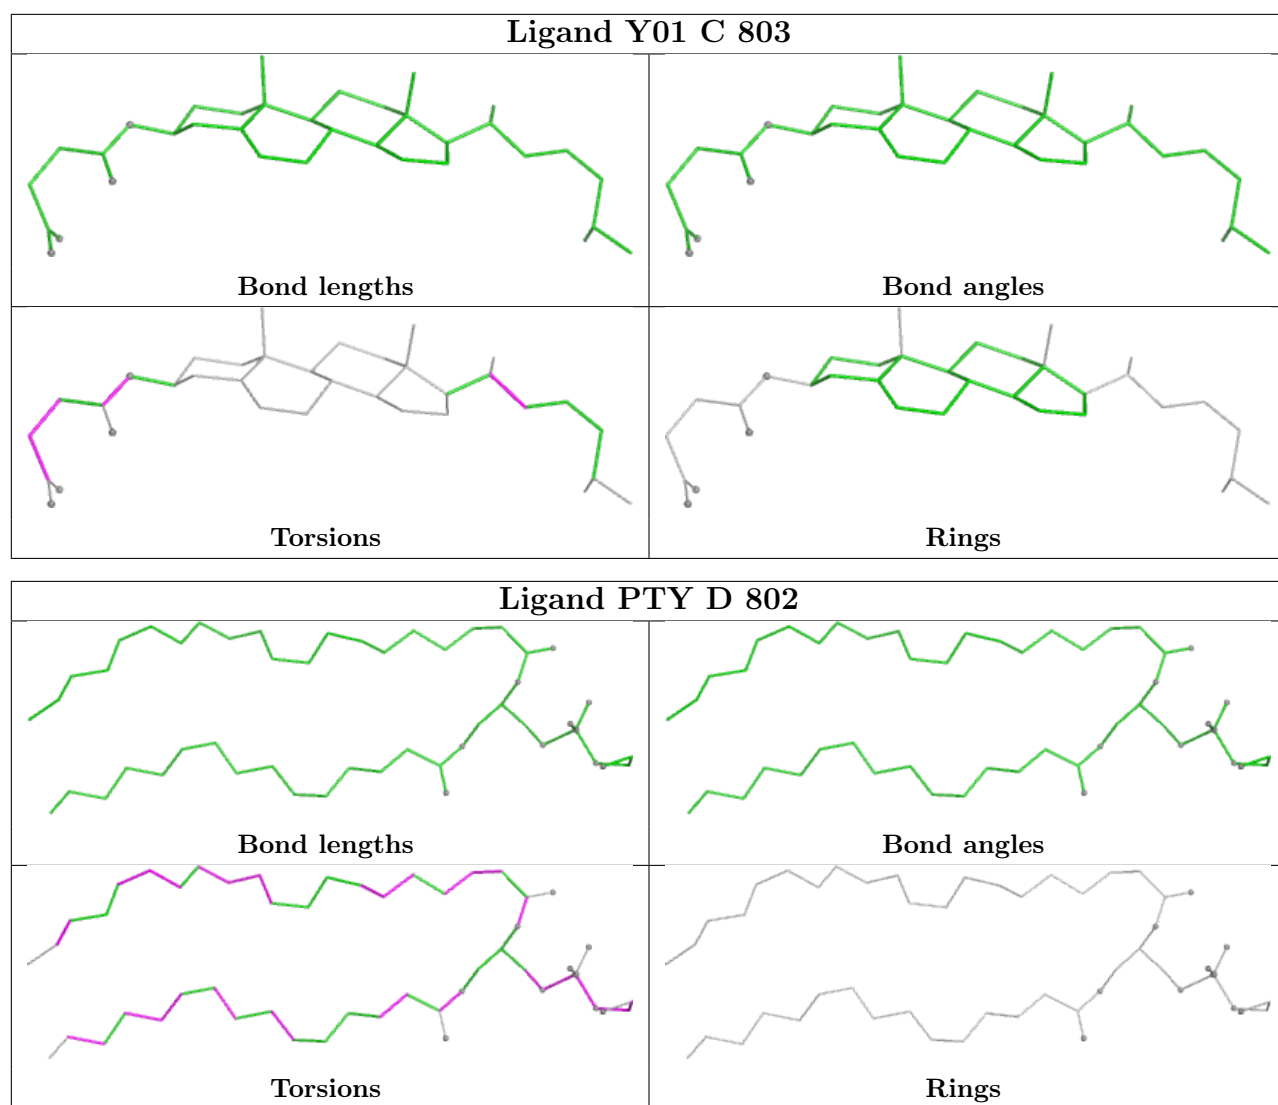 Ligand Y01 C 803
Bond lengths
Bond angles
Torsions
Rings
Ligand PTY D 802
Bond lengths
Bond angles
Torsions
Rings